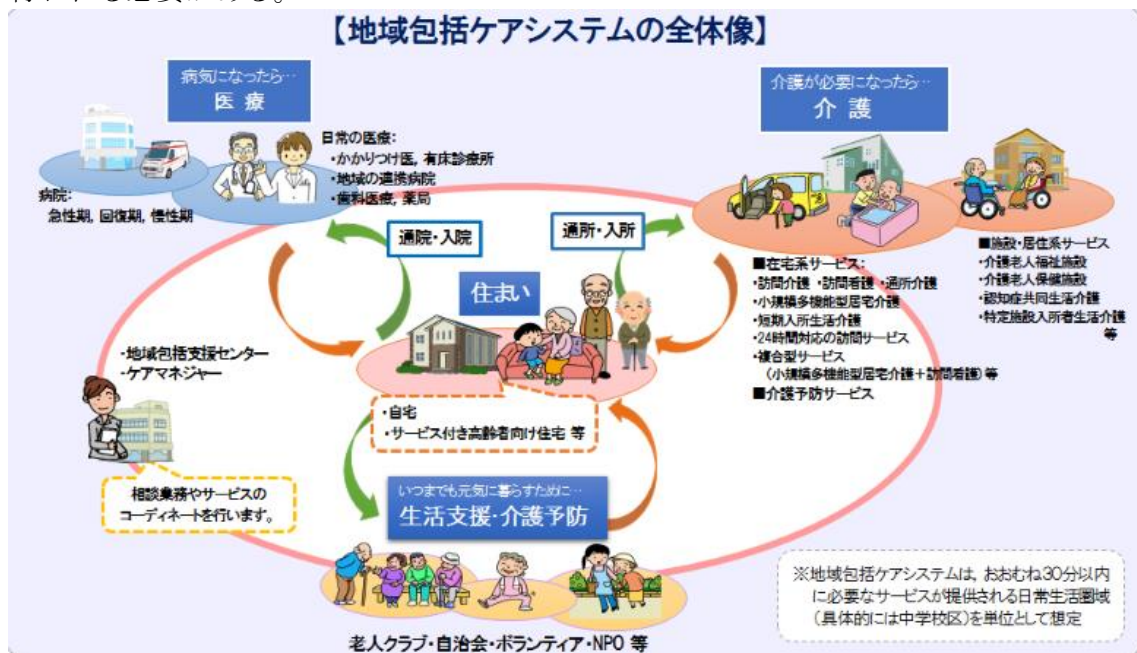 【地域包括ケアシステムの全体像】
病気になったら…
医 療
介護が必要になったら…
介 護
日常の医療:
・かかりつけ医, 有床診療所
・地域の連携病院
・歯科医療, 薬局
病院:
急性期, 回復期, 慢性期
通院・入院
通所・入所
住まい
■在宅系サービス:
・訪問介護 ・訪問看護 ・通所介護
・小規模多機能型居宅介護
・短期入所生活介護
・24時間対応の訪問サービス
・複合型サービス
(小規模多機能型居宅介護+訪問看護) 等
■介護予防サービス
■施設・居住系サービス
・介護老人福祉施設
・介護老人保健施設
・認知症共同生活介護
・特定施設入所者生活介護
等
・地域包括支援センター
・ケアマネジャー
相談業務やサービスの
コーディネートを行います。
・自宅
・サービス付き高齢者向け住宅 等
いつまでも元気に暮らすために…
生活支援・介護予防
老人クラブ・自治会・ボランティア・NPO 等
※地域包括ケアシステムは, おおむね30分以内
に必要なサービスが提供される日常生活圏域
(具体的には中学校区)を単位として想定